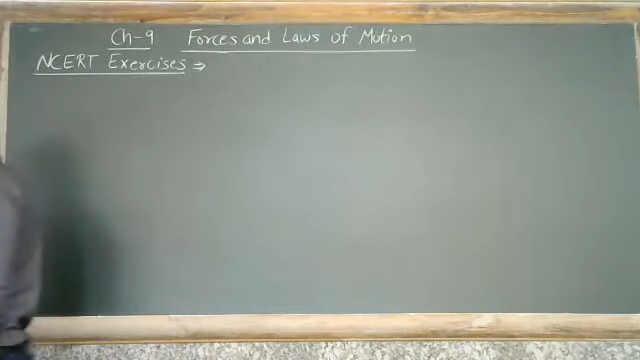 Ch-9 Forces and Laws of Motion
NCERT Exercises ⇒